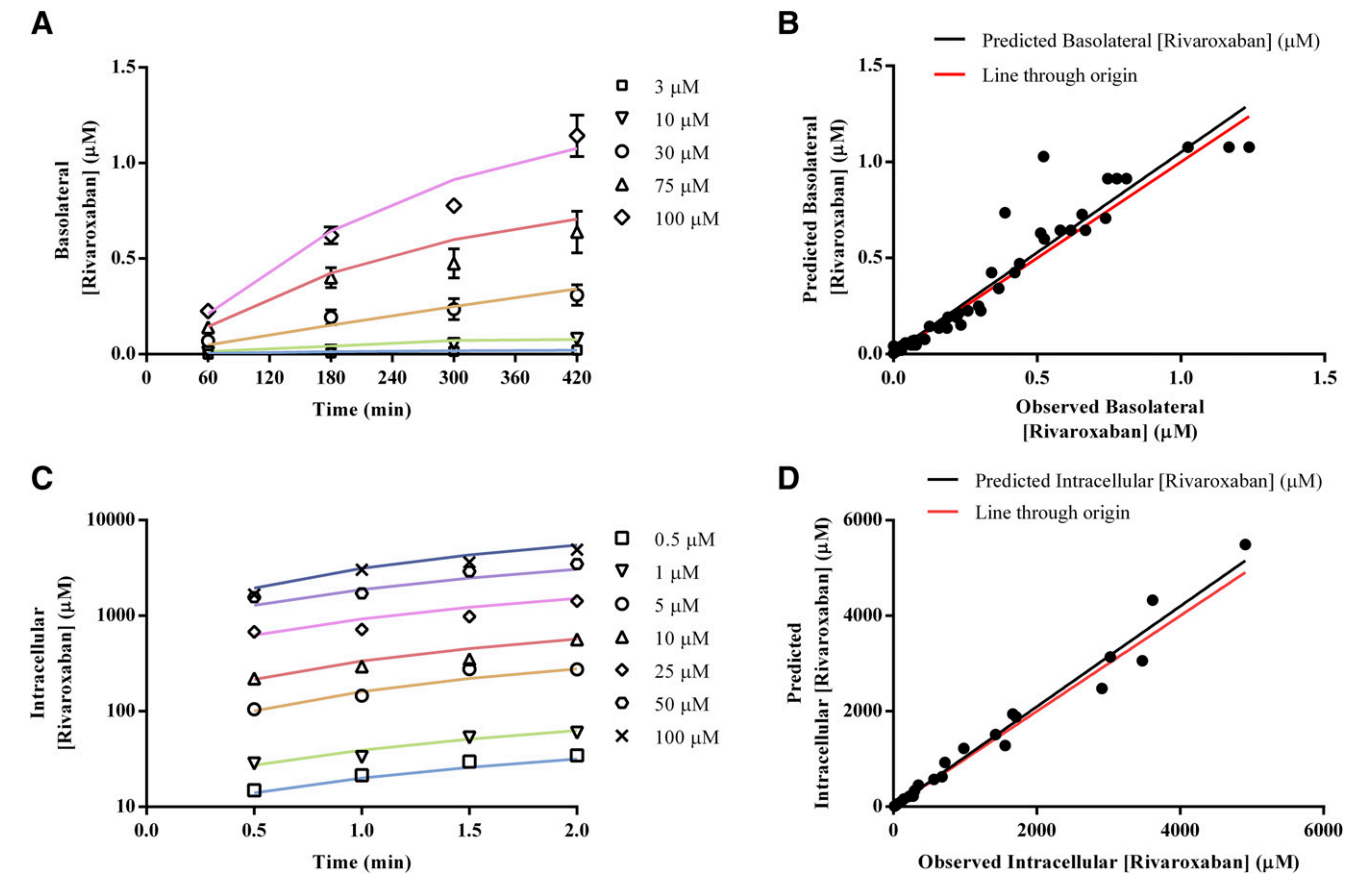 A
Basolateral
[Rivaroxaban] (μM)
1.5
1.0
0.5
0.0
0 60 120 180 240 300 360 420
Time (min)
3 μM
10 μM
30 μM
75 μM
100 μM
B
Predicted Basolateral [Rivaroxaban] (μM)
Line through origin
Predicted Basolateral
[Rivaroxaban] (μM)
1.5
1.0
0.5
0.0
0.0 0.5 1.0 1.5
Observed Basolateral
[Rivaroxaban] (μM)
C
Intracellular
[Rivaroxaban] (μM)
10000
1000
100
10
0.0 0.5 1.0 1.5 2.0
Time (min)
0.5 μM
1 μM
5 μM
10 μM
25 μM
50 μM
100 μM
D
Predicted Intracellular [Rivaroxaban] (μM)
Line through origin
Predicted
Intracellular [Rivaroxaban] (μM)
6000
4000
2000
0
0 2000 4000 6000
Observed Intracellular [Rivaroxaban] (μM)